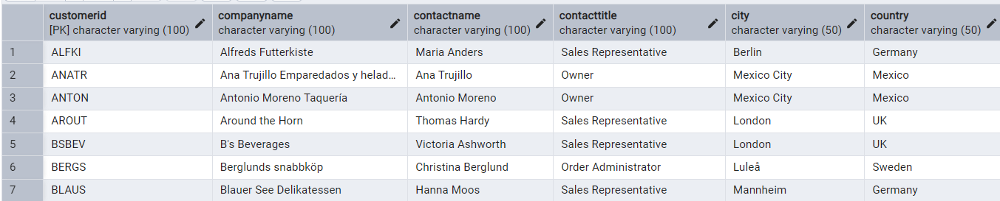 customerid companyname contactname contacttitle city country
[PK] character varying (100) character varying (100) character varying (100) character varying (100) character varying (50) character varying (50)
1 ALFKI Alfreds Futterkiste Maria Anders Sales Representative Berlin Germany
2 ANATR Ana Trujillo Emparedados y helad... Ana Trujillo Owner Mexico City Mexico
3 ANTON Antonio Moreno Taquería Antonio Moreno Owner Mexico City Mexico
4 AROUT Around the Horn Thomas Hardy Sales Representative London UK
5 BSBEV B's Beverages Victoria Ashworth Sales Representative London UK
6 BERGS Berglunds snabbköp Christina Berglund Order Administrator Luleå Sweden
7 BLAUS Blauer See Delikatessen Hanna Moos Sales Representative Mannheim Germany